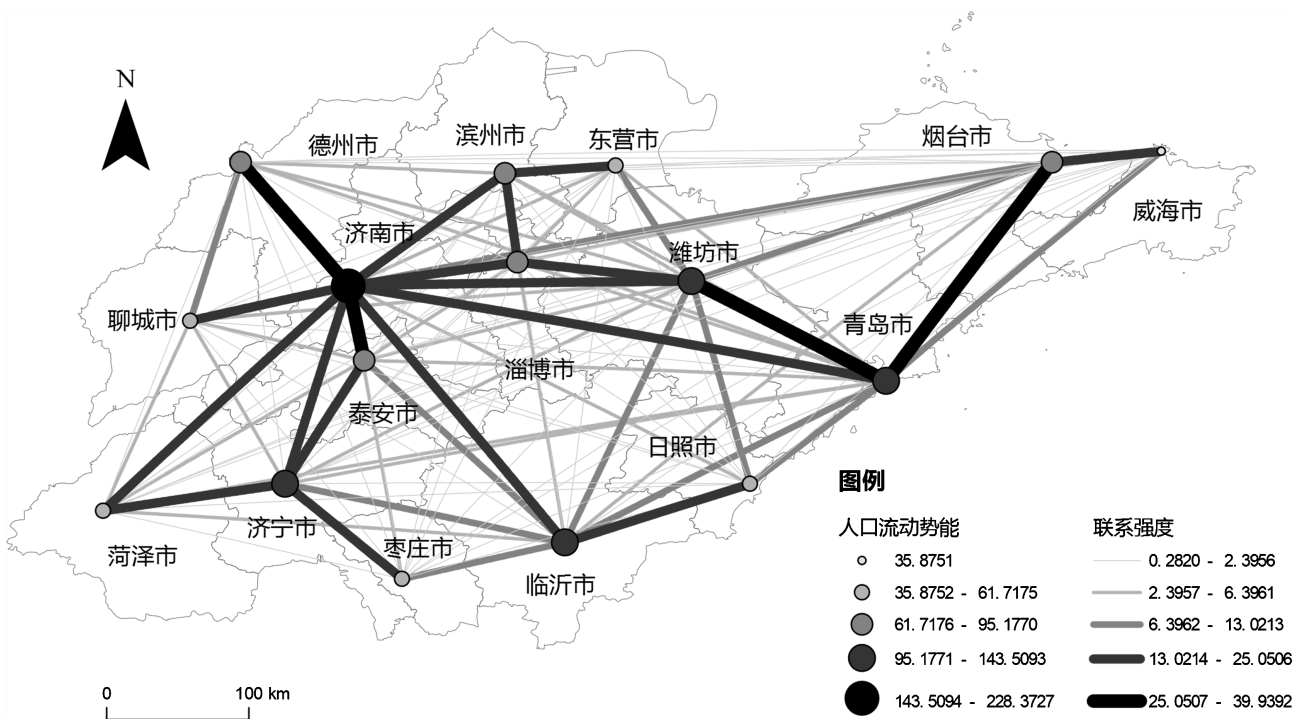 N
德州市
滨州市
东营市
烟台市
威海市
济南市
潍坊市
聊城市
青岛市
淄博市
泰安市
日照市
菏泽市
济宁市
枣庄市
临沂市
图例
人口流动势能
联系强度
35.8751
0.2820 - 2.3956
35.8752 - 61.7175
2.3957 - 6.3961
61.7176 - 95.1770
6.3962 - 13.0213
95.1771 - 143.5093
13.0214 - 25.0506
143.5094 - 228.3727
25.0507 - 39.9392
0
100 km